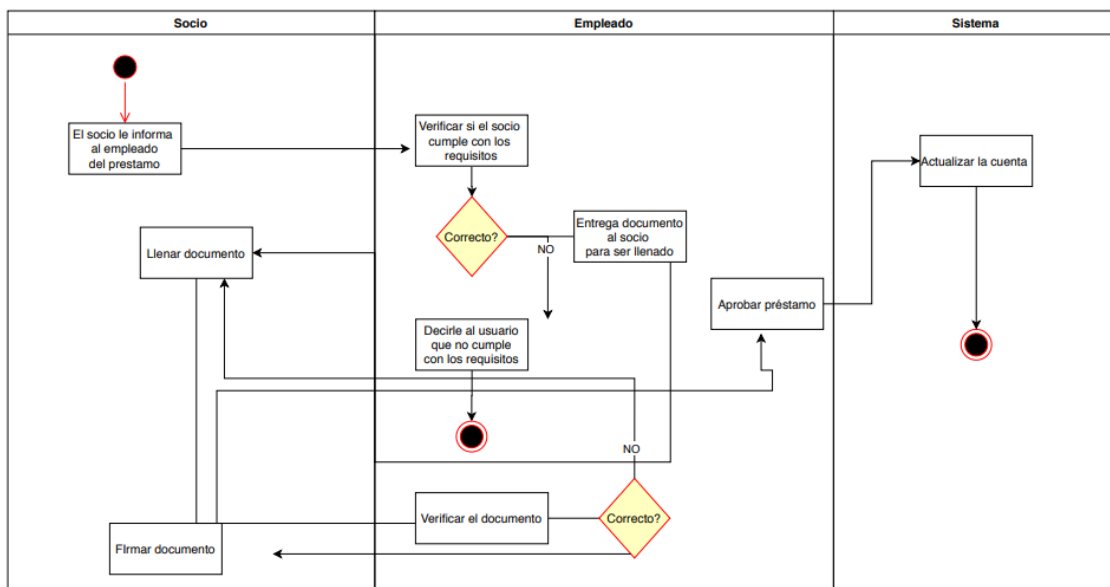 Socio
Empleado
Sistema
El socio le informa
al empleado
del prestamo
Verificar si el socio
cumple con los
requisitos
Actualizar la cuenta
Correcto?
NO
Entrega documento
al socio
para ser llenado
Llenar documento
Aprobar préstamo
Decirle al usuario
que no cumple
con los requisitos
NO
Verificar el documento
Correcto?
FIrmar documento